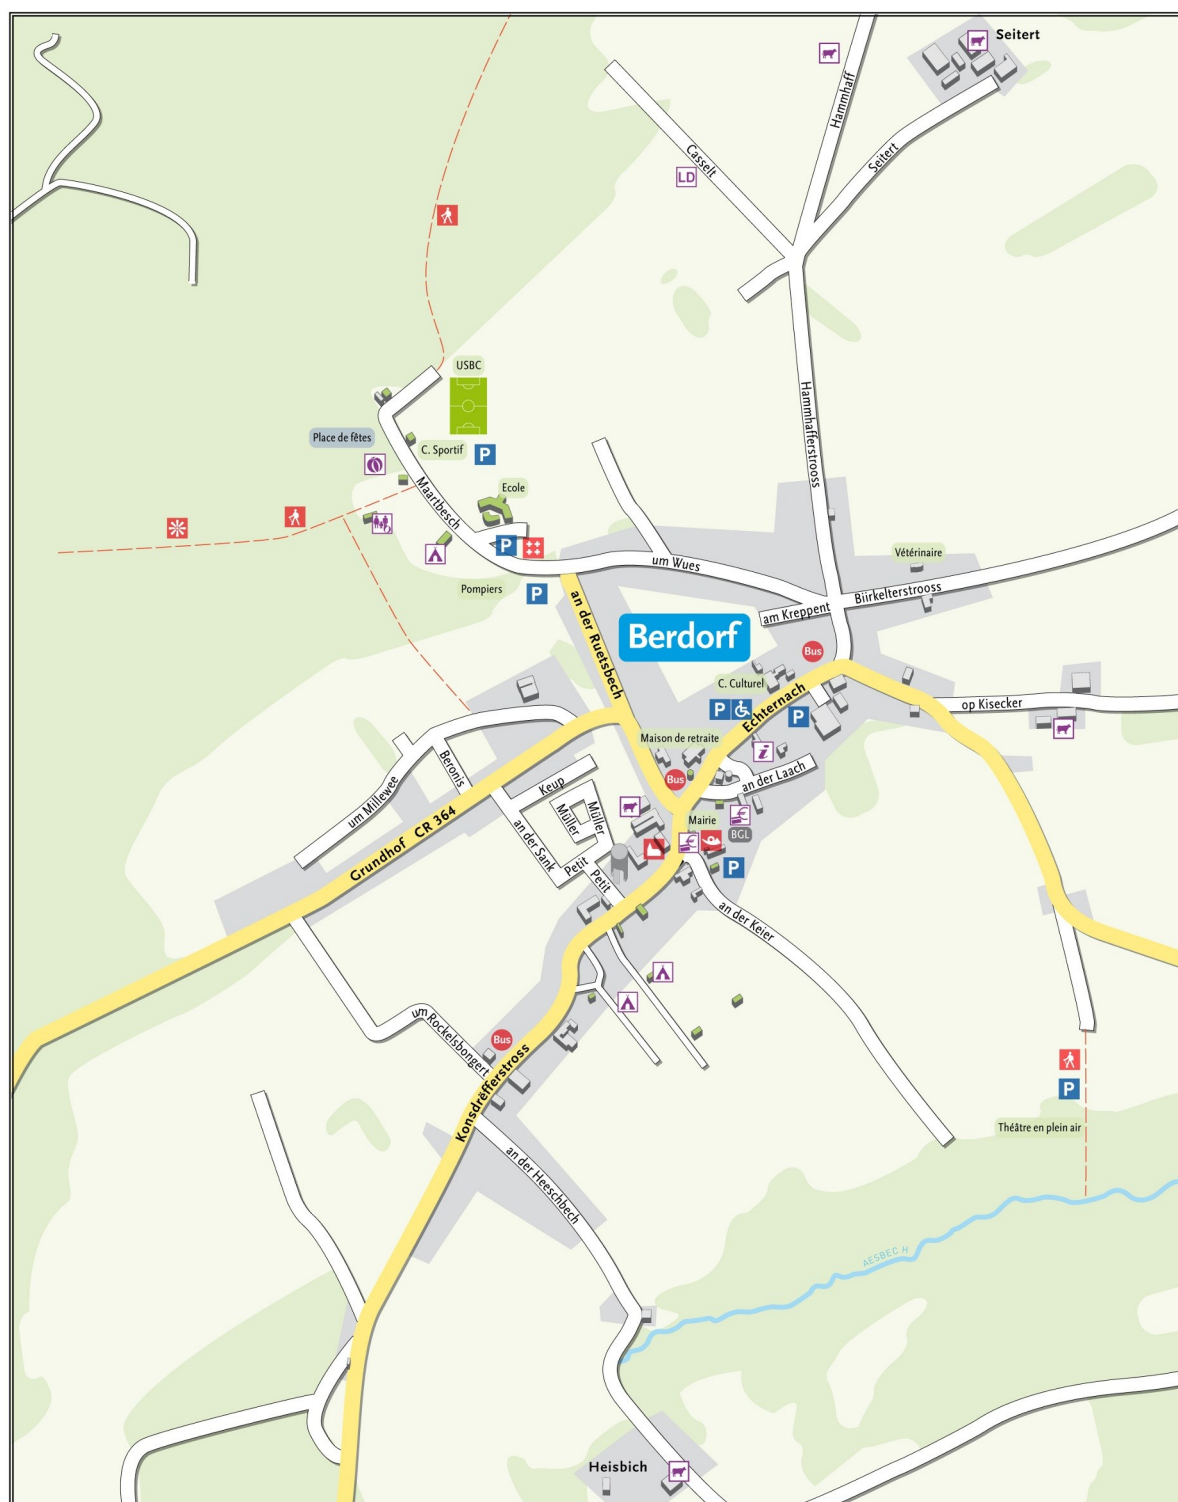 Seitert
Hammhaff
Seitert
Casselt
LD
USBC
Hammhafferstrooss
Place de fêtes
C. Sportif
P
Maartbesch
Ecole
P
um Wues
Vétérinaire
Pompiers
P
an der Ruetsbech
am Kreppent
Biirkelterstrooss
Berdorf
Bus
C. Culturel
P
Echternach
P
op Kisecker
Maison de retraite
i
Bus
an der Laach
Beronis
Keup
um Millewee
Müller
Müller
Mairie
BGL
Grundhof CR 364
an der Sank
Petit
Petit
P
an der Keier
um Rockelsbongert
Bus
Konsdrëfferstross
P
Théâtre en plein air
an der Heeschbech
AESBECH
Heisbich